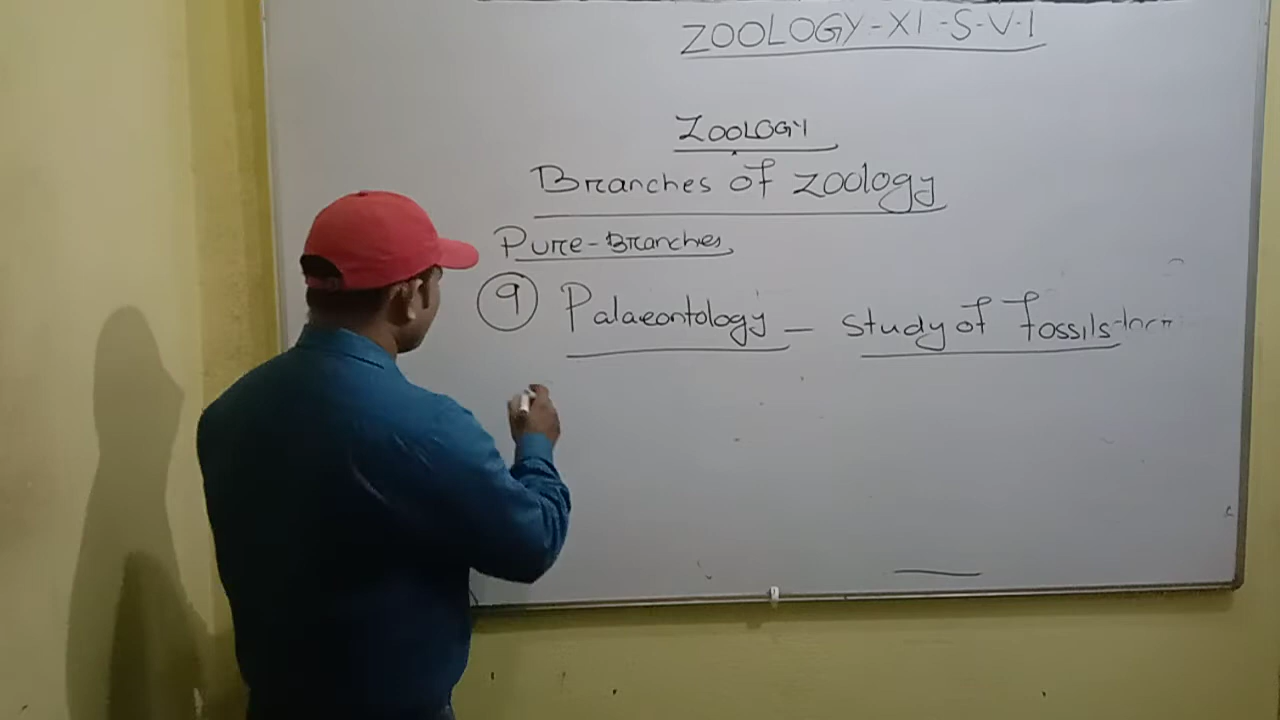 ZOOLOGY-XI-S-V-1
ZOOLOGY
Branches of zoology
Pure-Branches
9 Palaeontology – study of fossils